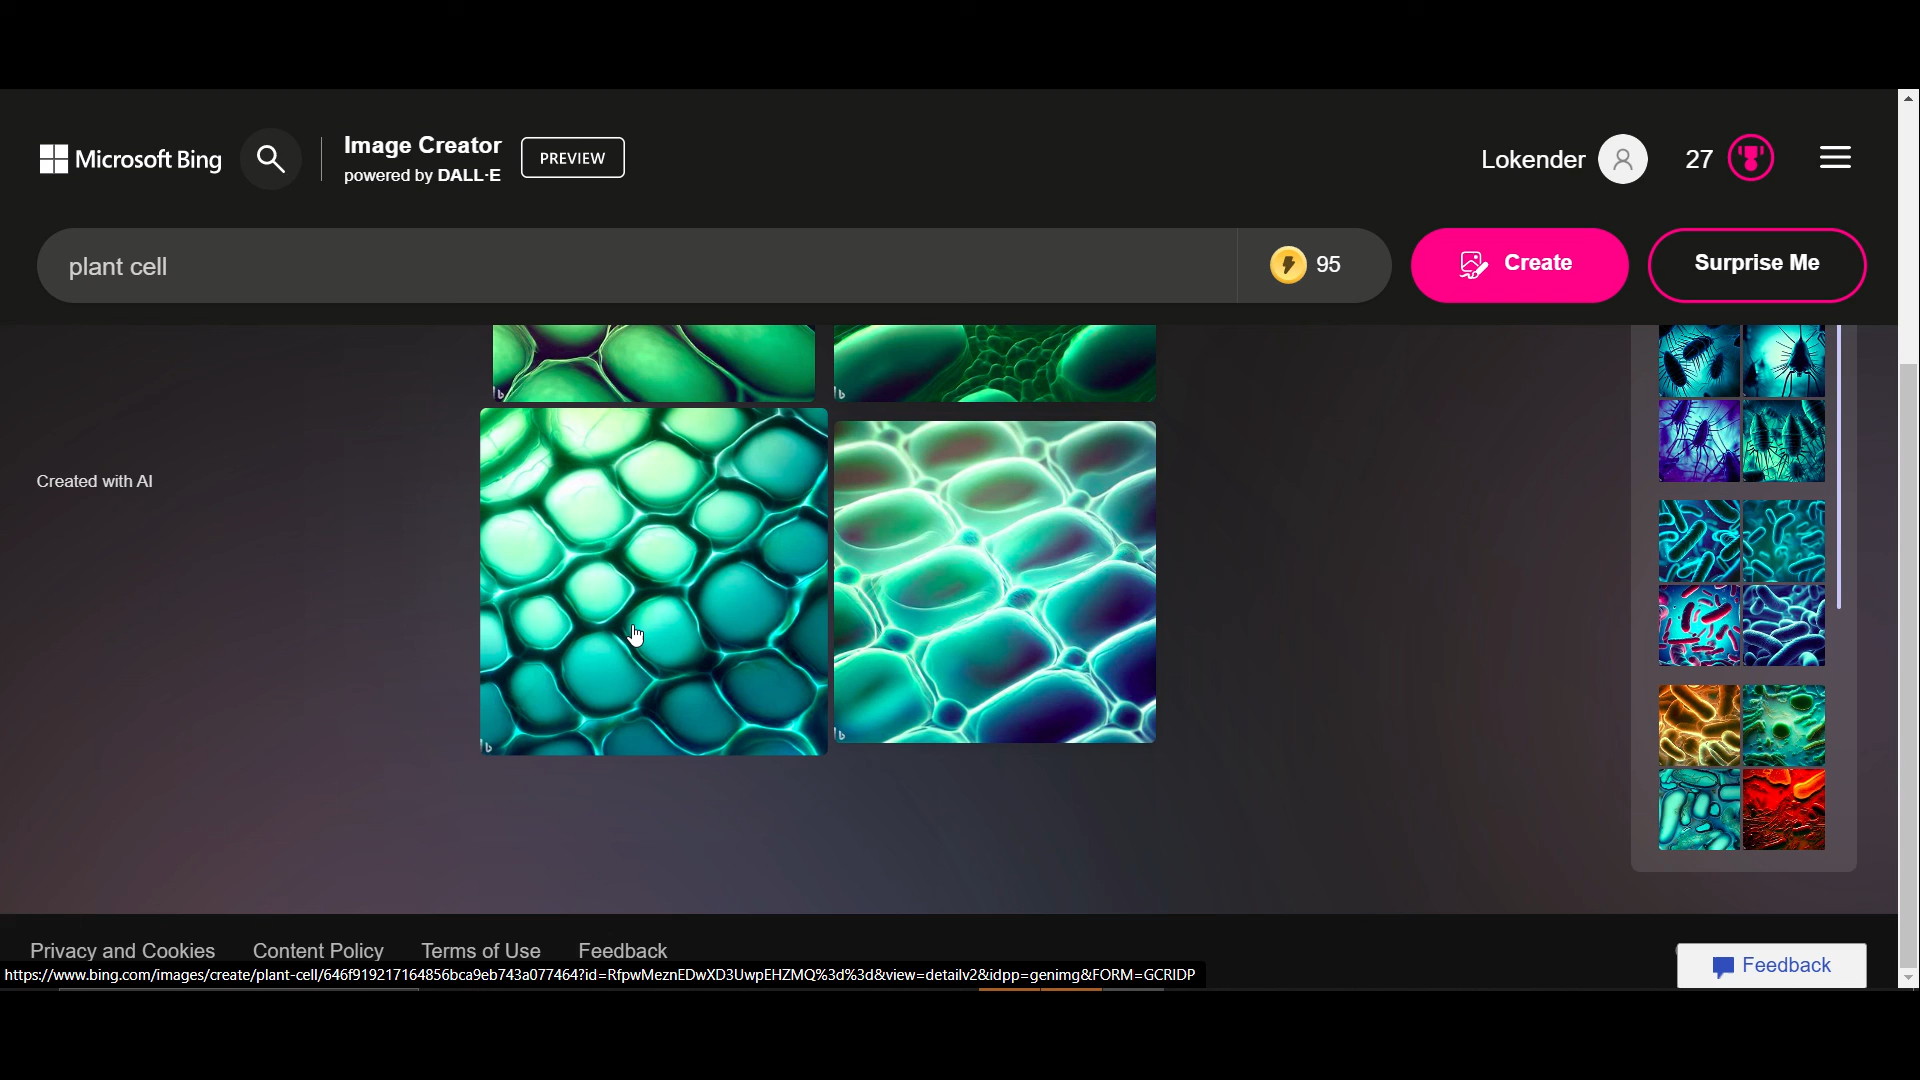 Microsoft Bing
Image Creator
powered by DALL·E
PREVIEW
Lokender
27
plant cell
95
Create
Surprise Me
Created with AI
Privacy and Cookies
Content Policy
Terms of Use
Feedback
https://www.bing.com/images/create/plant-cell/646f919217164856bca9eb743a077464?id=RfpwMeznEDwXD3UwpEHZMQ%3d%3d&view=detailv2&idpp=genimg&FORM=GCRIDP
Feedback